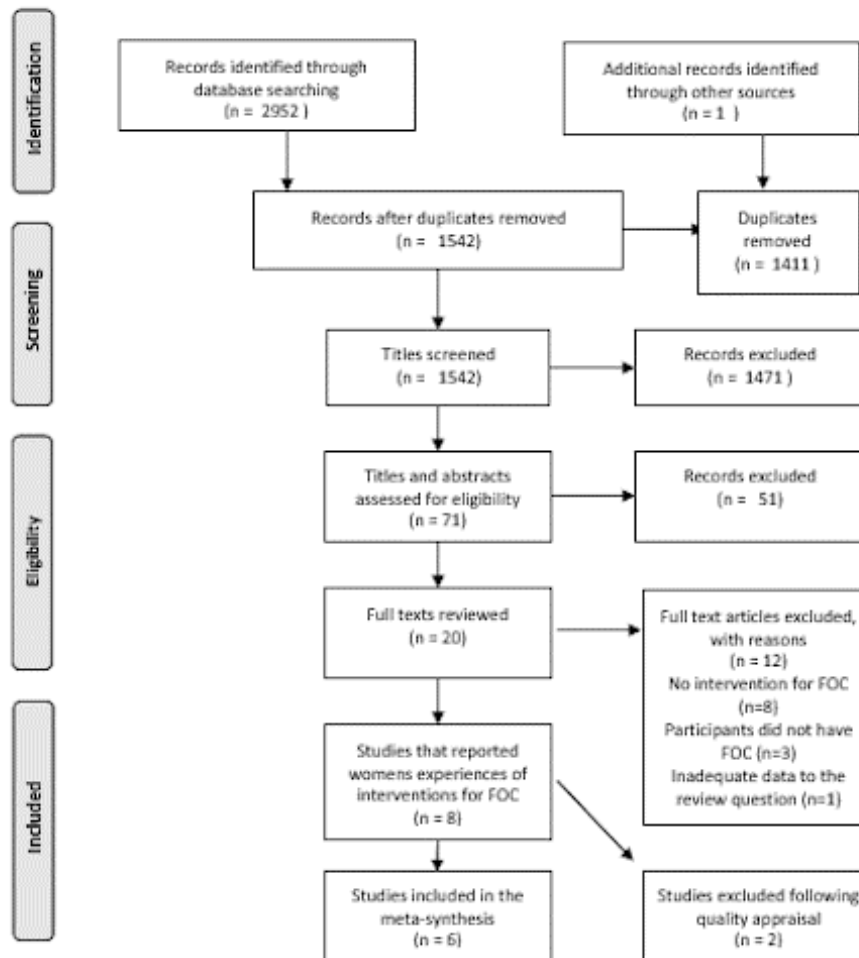 Identification
Records identified through
database searching
(n = 2952 )
Additional records identified
through other sources
(n = 1 )
Records after duplicates removed
(n = 1542)
Duplicates
removed
(n = 1411 )
Screening
Titles screened
(n = 1542)
Records excluded
(n = 1471 )
Eligibility
Titles and abstracts
assessed for eligibility
(n = 71)
Records excluded
(n = 51)
Full texts reviewed
(n = 20)
Full text articles excluded,
with reasons
(n = 12)
No intervention for FOC
(n=8)
Participants did not have
FOC (n=3)
Inadequate data to the
review question (n=1)
Included
Studies that reported
womens experiences of
interventions for FOC
(n = 8)
Studies included in the
meta-synthesis
(n = 6)
Studies excluded following
quality appraisal
(n = 2)